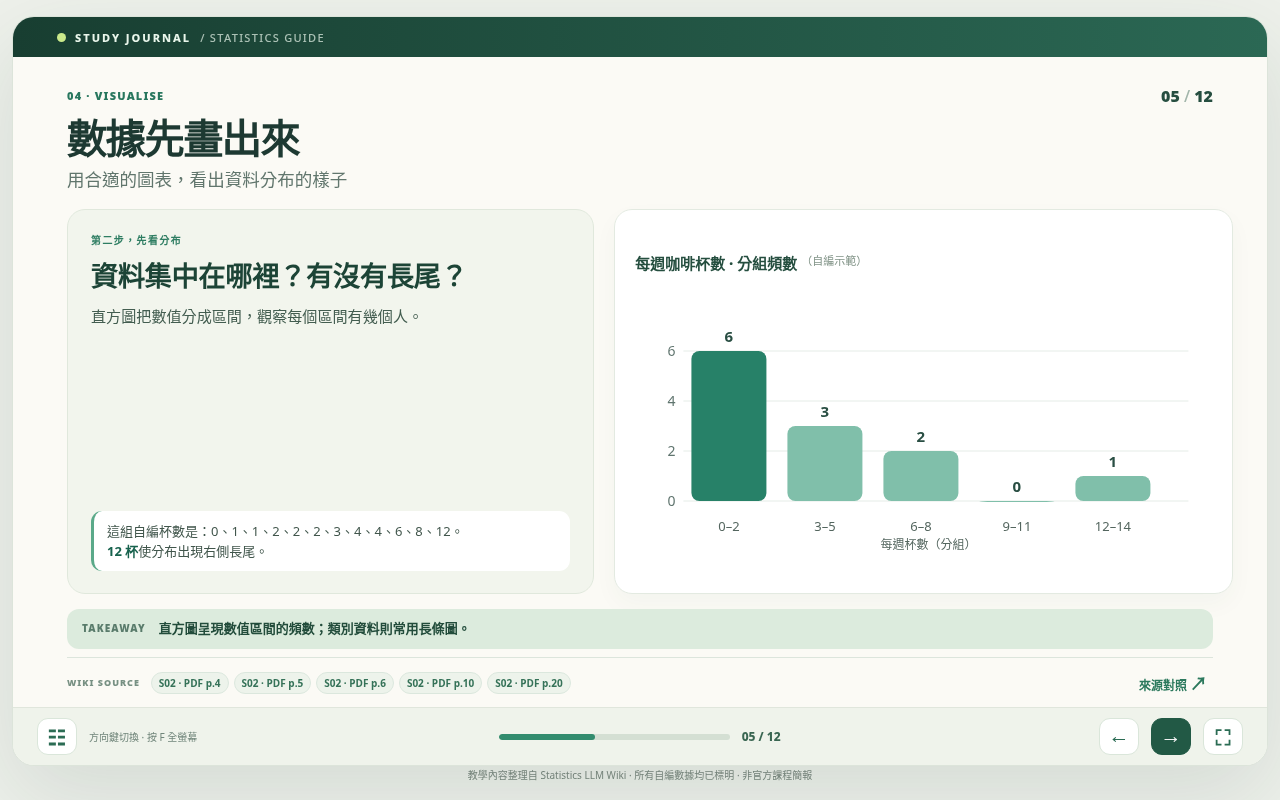 STUDY JOURNAL / STATISTICS GUIDE
04 · VISUALISE
05 / 12
數據先畫出來
用合適的圖表，看出資料分布的樣子
第二步，先看分布
資料集中在哪裡？有沒有長尾？
直方圖把數值分成區間，觀察每個區間有幾個人。
這組自編杯數是：0、1、1、2、2、2、3、4、4、6、8、12。
12 杯使分布出現右側長尾。
每週咖啡杯數 · 分組頻數 （自編示範）
6
4
2
0
6
3
2
0
1
0–2
3–5
6–8
9–11
12–14
每週杯數（分組）
TAKEAWAY 直方圖呈現數值區間的頻數；類別資料則常用長條圖。
WIKI SOURCE S02 · PDF p.4 S02 · PDF p.5 S02 · PDF p.6 S02 · PDF p.10 S02 · PDF p.20
來源對照 ↗
方向鍵切換 · 按 F 全螢幕
05 / 12
← →
教學內容整理自 Statistics LLM Wiki · 所有自編數據均已標明 · 非官方課程簡報